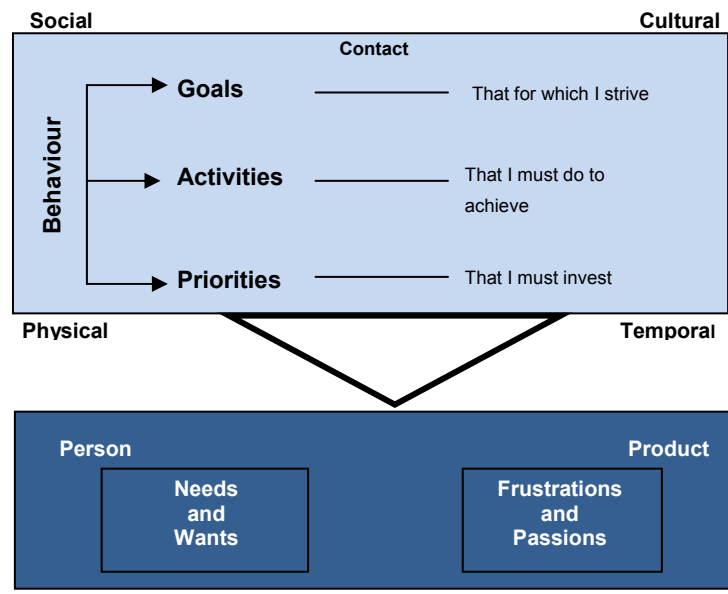 Social
Cultural
Contact
Behaviour
Goals
That for which I strive
Activities
That I must do to
achieve
Priorities
That I must invest
Physical
Temporal
Person
Product
Needs
and
Wants
Frustrations
and
Passions